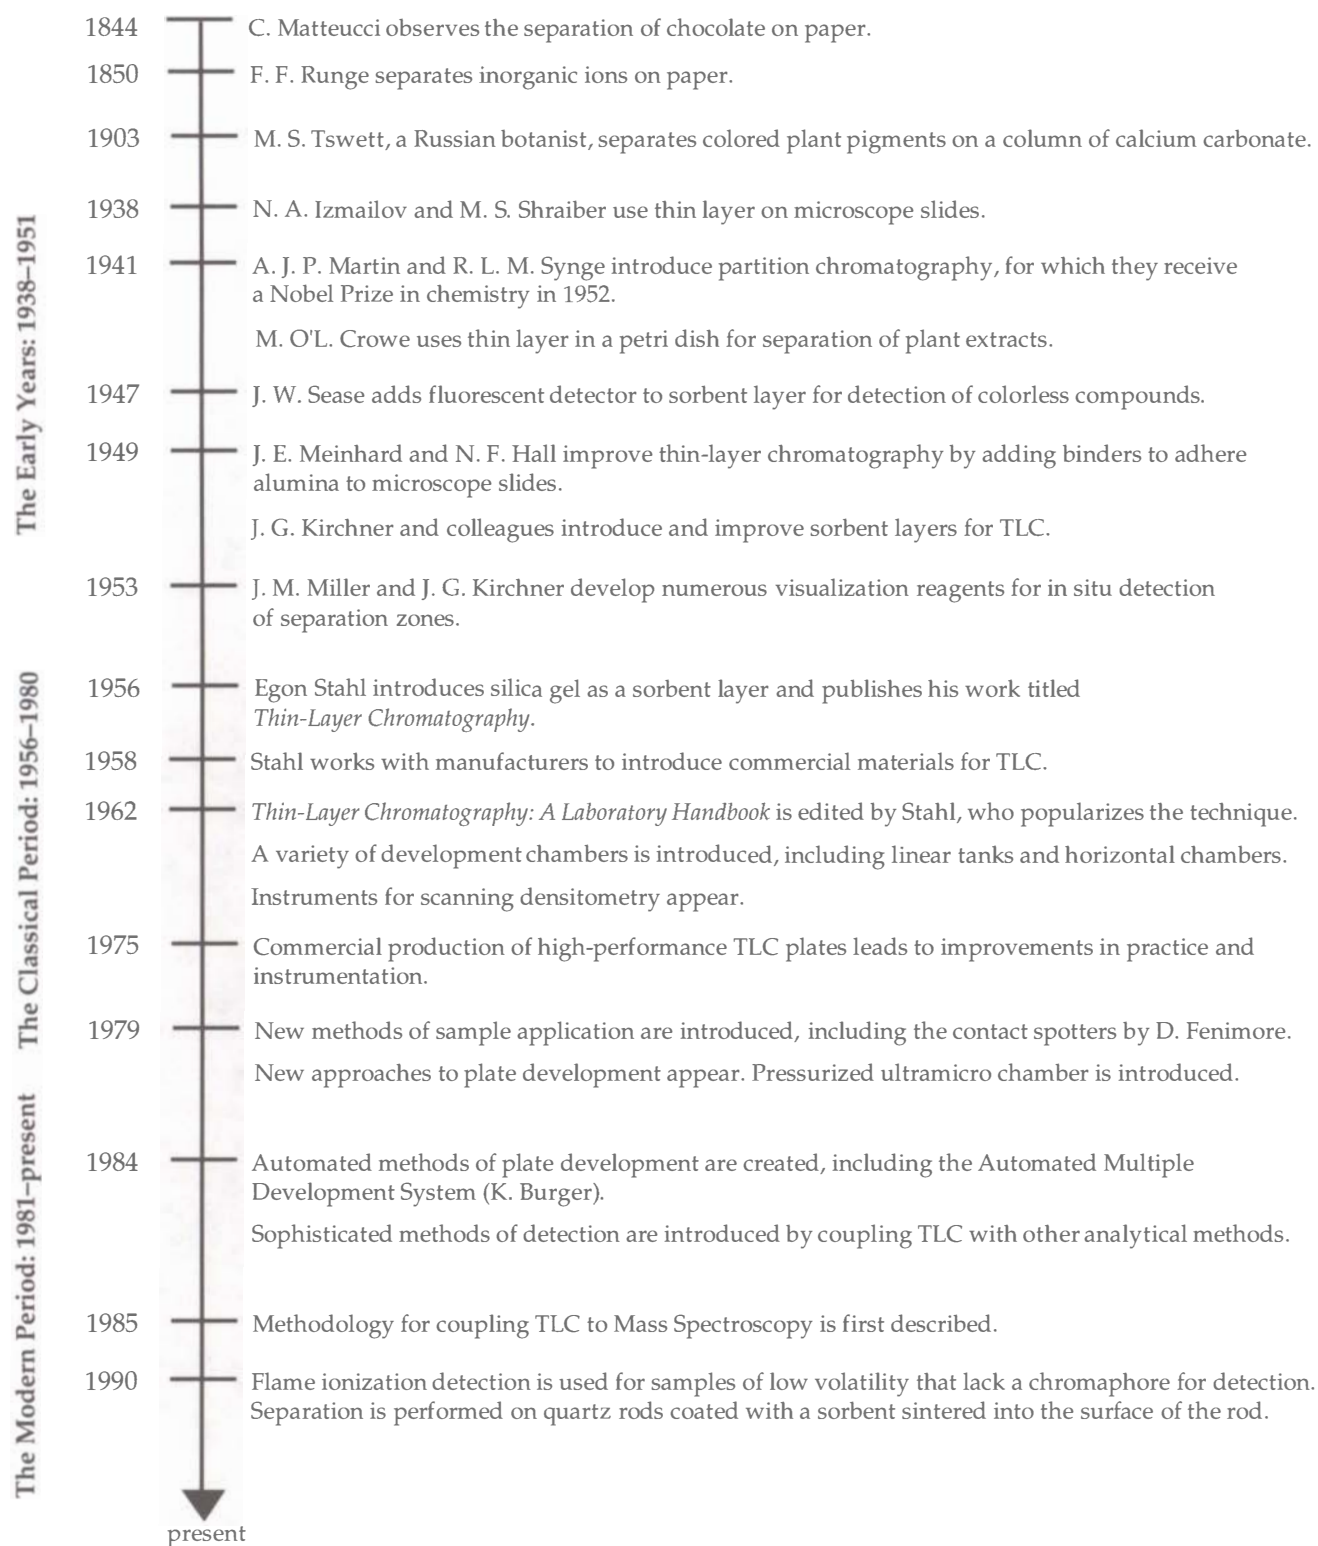 1844 C. Matteucci observes the separation of chocolate on paper.
1850 F. F. Runge separates inorganic ions on paper.
1903 M. S. Tswett, a Russian botanist, separates colored plant pigments on a column of calcium carbonate.
The Early Years: 1938–1951
1938 N. A. Izmailov and M. S. Shraiber use thin layer on microscope slides.
1941 A. J. P. Martin and R. L. M. Synge introduce partition chromatography, for which they receive
a Nobel Prize in chemistry in 1952.
M. O'L. Crowe uses thin layer in a petri dish for separation of plant extracts.
1947 J. W. Sease adds fluorescent detector to sorbent layer for detection of colorless compounds.
1949 J. E. Meinhard and N. F. Hall improve thin-layer chromatography by adding binders to adhere
alumina to microscope slides.
J. G. Kirchner and colleagues introduce and improve sorbent layers for TLC.
1953 J. M. Miller and J. G. Kirchner develop numerous visualization reagents for in situ detection
of separation zones.
The Classical Period: 1956–1980
1956 Egon Stahl introduces silica gel as a sorbent layer and publishes his work titled
Thin-Layer Chromatography.
1958 Stahl works with manufacturers to introduce commercial materials for TLC.
1962 Thin-Layer Chromatography: A Laboratory Handbook is edited by Stahl, who popularizes the technique.
A variety of development chambers is introduced, including linear tanks and horizontal chambers.
Instruments for scanning densitometry appear.
1975 Commercial production of high-performance TLC plates leads to improvements in practice and
instrumentation.
1979 New methods of sample application are introduced, including the contact spotters by D. Fenimore.
New approaches to plate development appear. Pressurized ultramicro chamber is introduced.
The Modern Period: 1981–present
1984 Automated methods of plate development are created, including the Automated Multiple
Development System (K. Burger).
Sophisticated methods of detection are introduced by coupling TLC with other analytical methods.
1985 Methodology for coupling TLC to Mass Spectroscopy is first described.
1990 Flame ionization detection is used for samples of low volatility that lack a chromaphore for detection.
Separation is performed on quartz rods coated with a sorbent sintered into the surface of the rod.
present